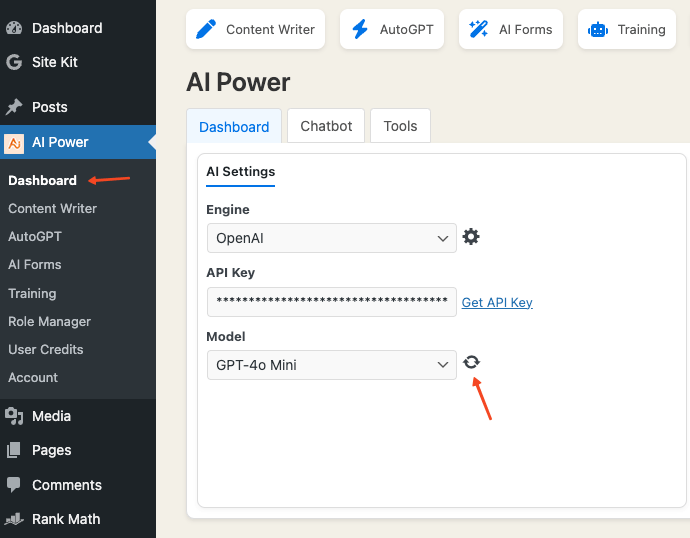 Dashboard
Site Kit
Posts
AI Power
Dashboard
Content Writer
AutoGPT
AI Forms
Training
Role Manager
User Credits
Account
Media
Pages
Comments
Rank Math
Content Writer
AutoGPT
AI Forms
Training
AI Power
Dashboard
Chatbot
Tools
AI Settings
Engine
OpenAI
API Key
************************************
Get API Key
Model
GPT-4o Mini